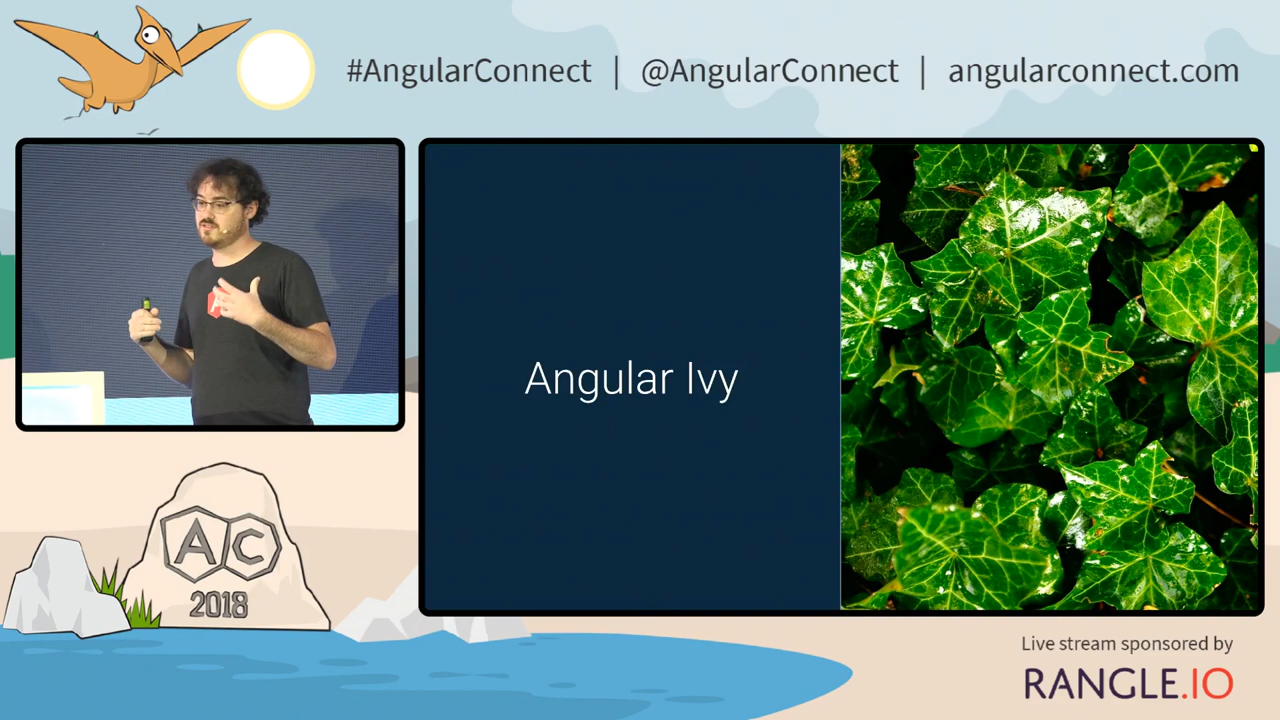 #AngularConnect | @AngularConnect | angularconnect.com
Angular Ivy
A
AC
2018
Live stream sponsored by
RANGLE.IO